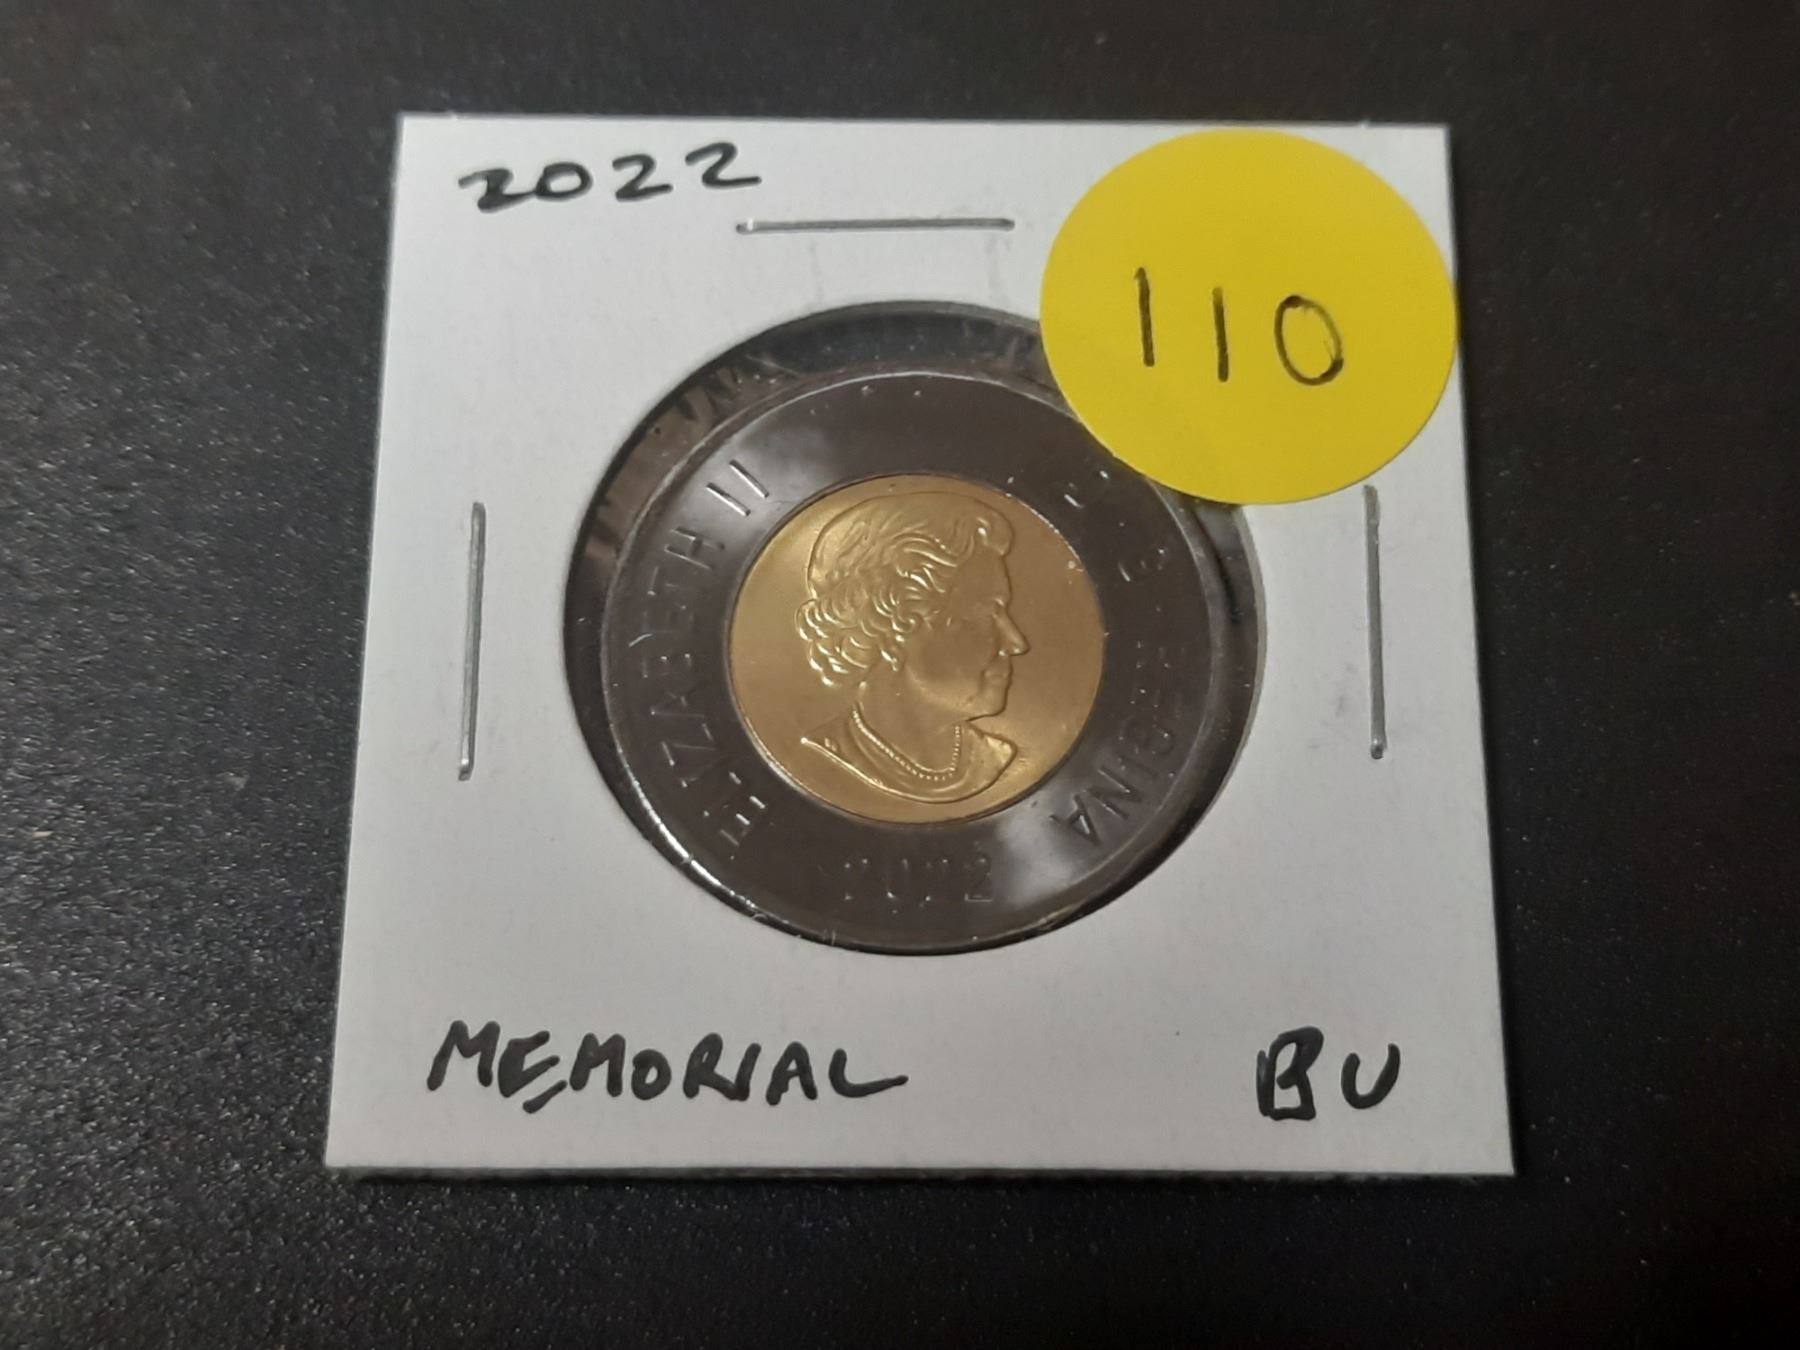 2022
110
ELIZABETH II
D·G·REGINA
2022
MEMORIAL
BU